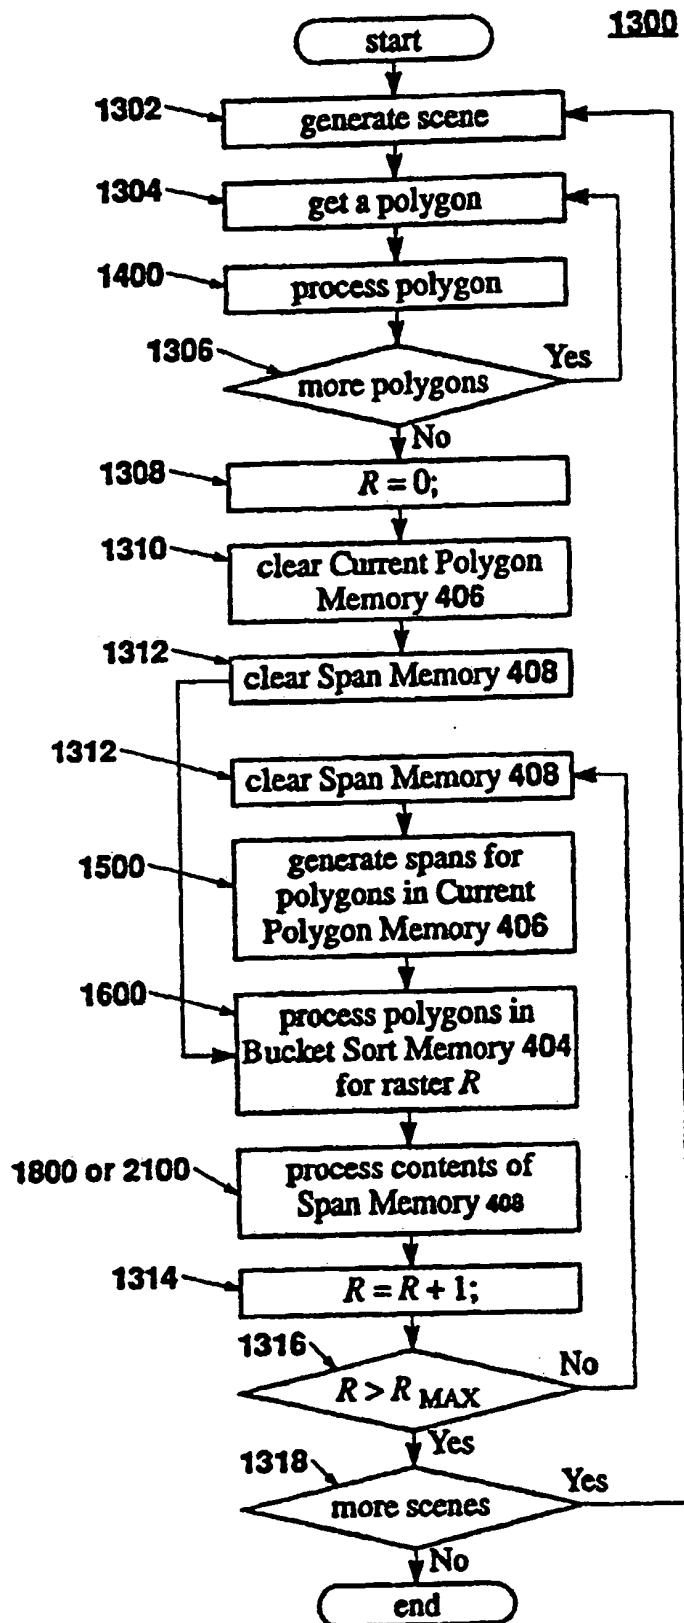 1300
start
1302
generate scene
1304
get a polygon
1400
process polygon
1306
more polygons
Yes
No
1308
R = 0;
1310
clear Current Polygon
Memory 406
1312
clear Span Memory 408
1312
clear Span Memory 408
1500
generate spans for
polygons in Current
Polygon Memory 406
1600
process polygons in
Bucket Sort Memory 404
for raster R
1800 or 2100
process contents of
Span Memory 408
1314
R = R + 1;
1316
R > R MAX
No
Yes
1318
more scenes
Yes
No
end